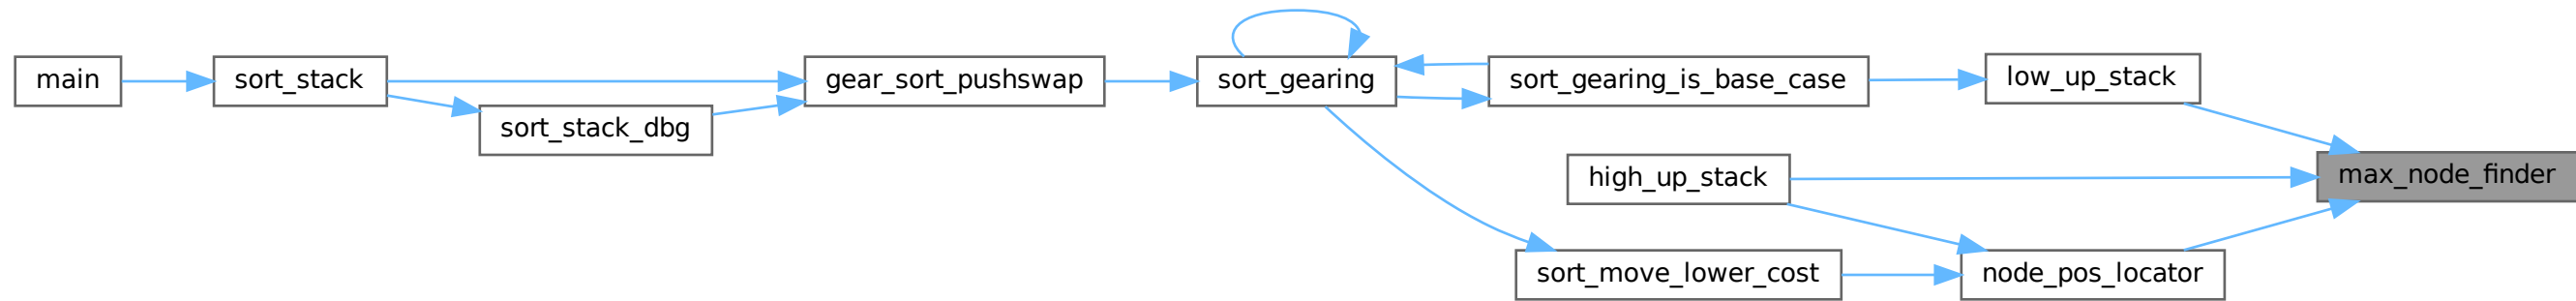 main
sort_stack
sort_stack_dbg
gear_sort_pushswap
sort_gearing
sort_gearing_is_base_case
low_up_stack
high_up_stack
max_node_finder
sort_move_lower_cost
node_pos_locator